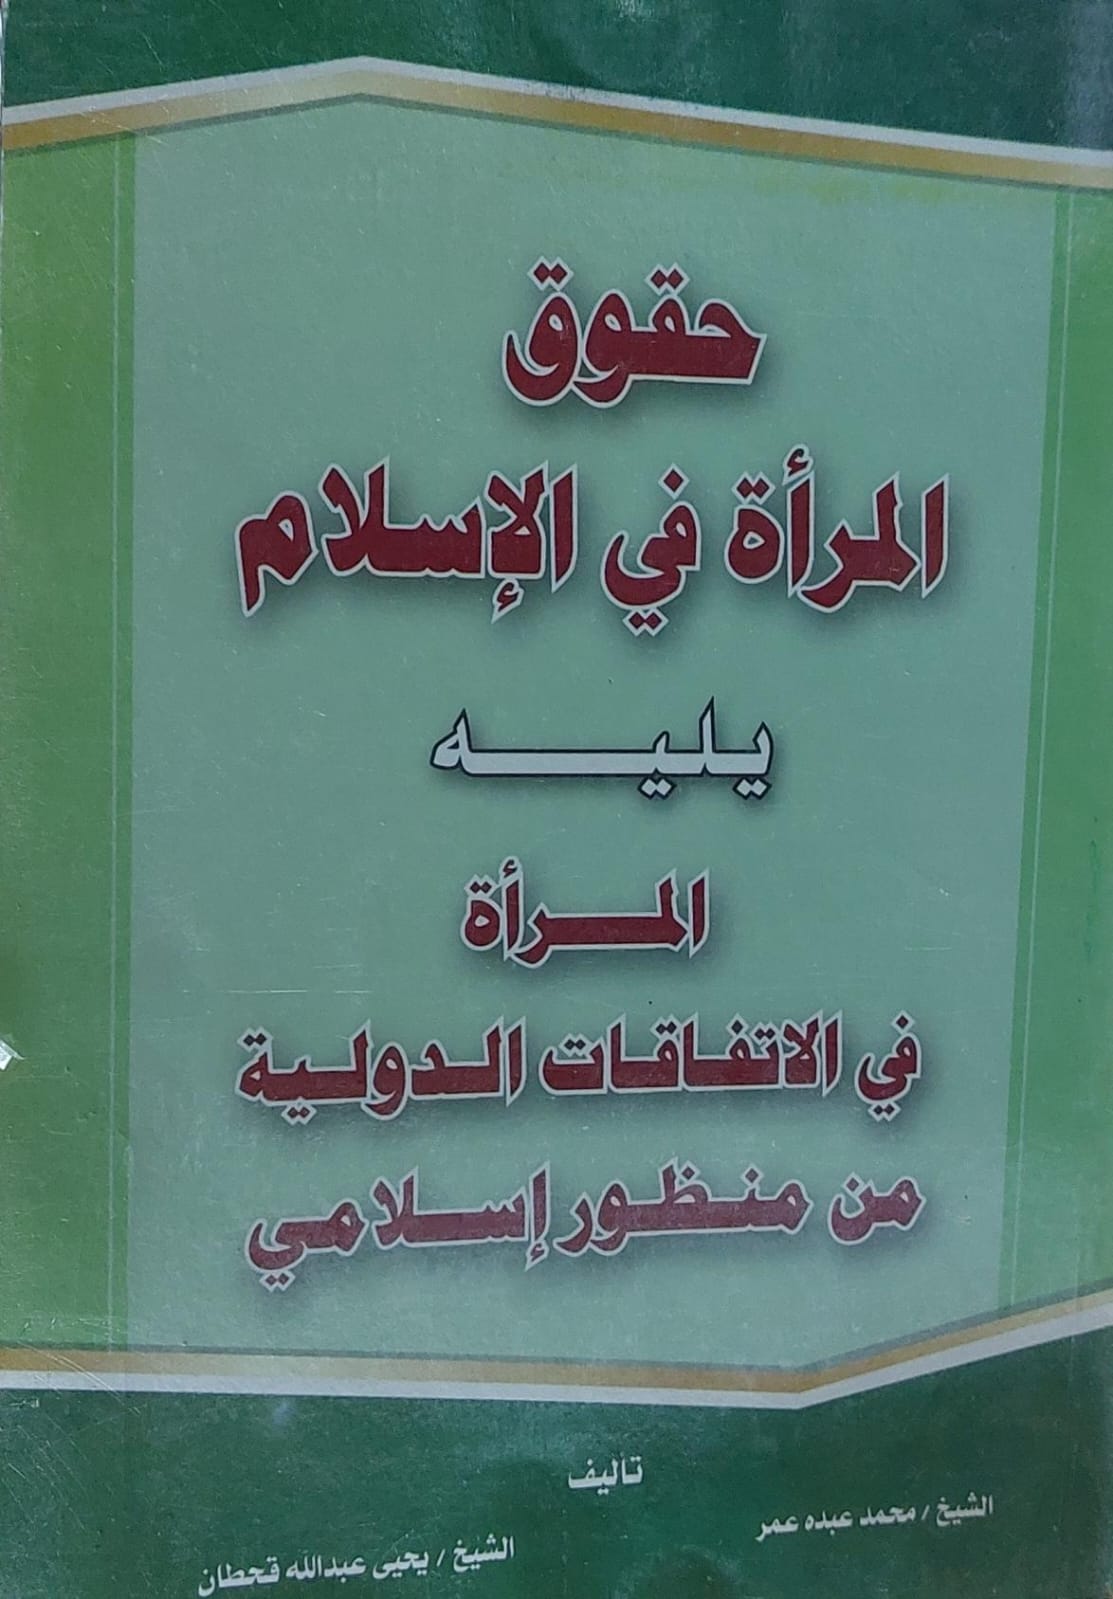 حقوق
المرأة في الإسلام
يليه
المرأة
في الاتفاقات الدولية
من منظور إسلامي
تأليف
الشيخ / محمد عبده عمر
الشيخ / يحيى عبدالله قحطان